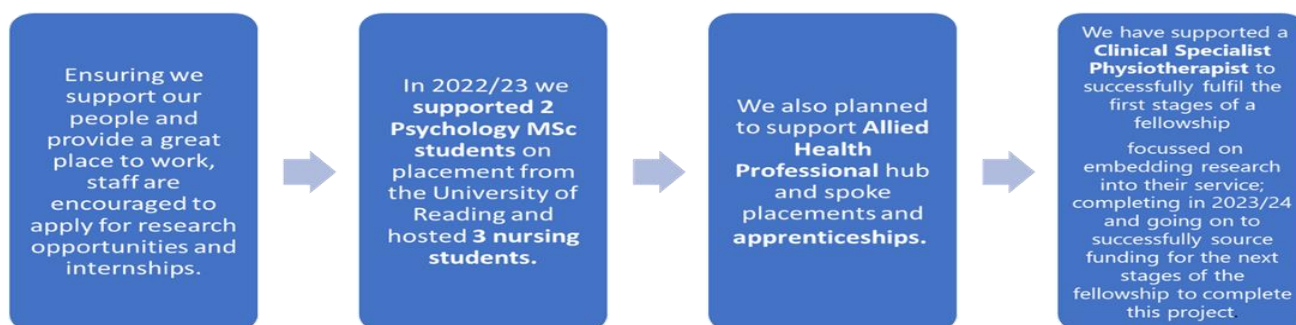 Ensuring we
support our
people and
provide a great
place to work,
staff are
encouraged to
apply for research
opportunities and
internships.
In 2022/23 we
supported 2
Psychology MSc
students on
placement from
the University of
Reading and
hosted 3 nursing
students.
We also planned
to support Allied
Health
Professional hub
and spoke
placements and
apprenticeships.
We have supported a
Clinical Specialist
Physiotherapist to
successfully fulfil the
first stages of a
fellowship
focussed on
embedding research
into their service;
completing in 2023/24
and going on to
successfully source
funding for the next
stages of the
fellowship to complete
this project.